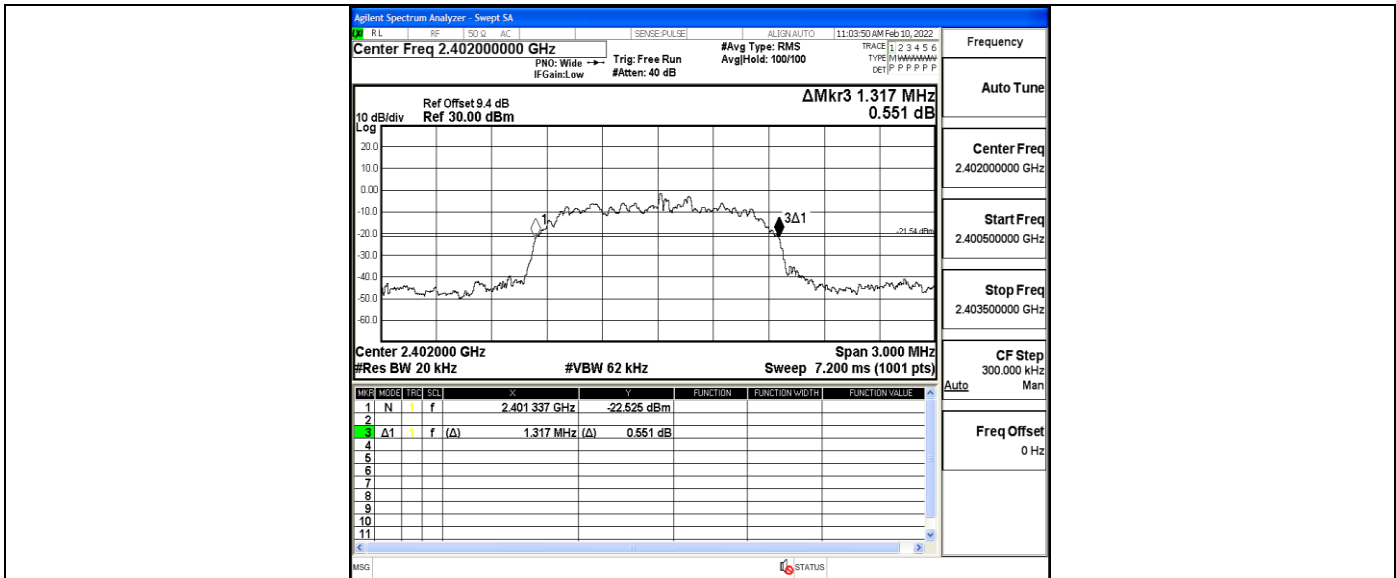 Agilent Spectrum Analyzer - Swept SA
RL RF 50 Ω AC SENSE:PULSE ALIGN AUTO 11:03:50 AM Feb 10, 2022
Center Freq 2.402000000 GHz
PNO: Wide
IFGain:Low
Trig: Free Run
#Atten: 40 dB
#Avg Type: RMS
Avg|Hold: 100/100
TRACE 1 2 3 4 5 6
TYPE M
DET P P P P P P
Frequency
Auto Tune
Center Freq
2.402000000 GHz
Start Freq
2.400500000 GHz
Stop Freq
2.403500000 GHz
CF Step
300.000 kHz
Auto Man
Freq Offset
0 Hz
ΔMkr3 1.317 MHz
0.551 dB
Ref Offset 9.4 dB
10 dB/div Ref 30.00 dBm
Log
20.0
10.0
0.00
-10.0
-20.0
-30.0
-40.0
-50.0
-60.0
1
3Δ1
-21.54 dBm
Center 2.402000 GHz Span 3.000 MHz
#Res BW 20 kHz #VBW 62 kHz Sweep 7.200 ms (1001 pts)
MKR MODE TRC SCL X Y FUNCTION FUNCTION WIDTH FUNCTION VALUE
1 N 1 f 2.401 337 GHz -22.525 dBm
2
3 Δ1 1 f (Δ) 1.317 MHz (Δ) 0.551 dB
4
5
6
7
8
9
10
11
MSG STATUS